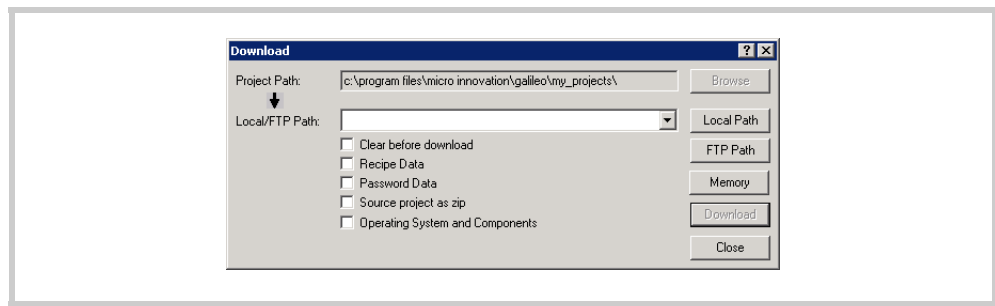 Download
Project Path: c:\program files\micro innovation\galileo\my_projects\ Browse
Local/FTP Path: Local Path
Clear before download FTP Path
Recipe Data
Password Data Memory
Source project as zip
Operating System and Components Download
Close